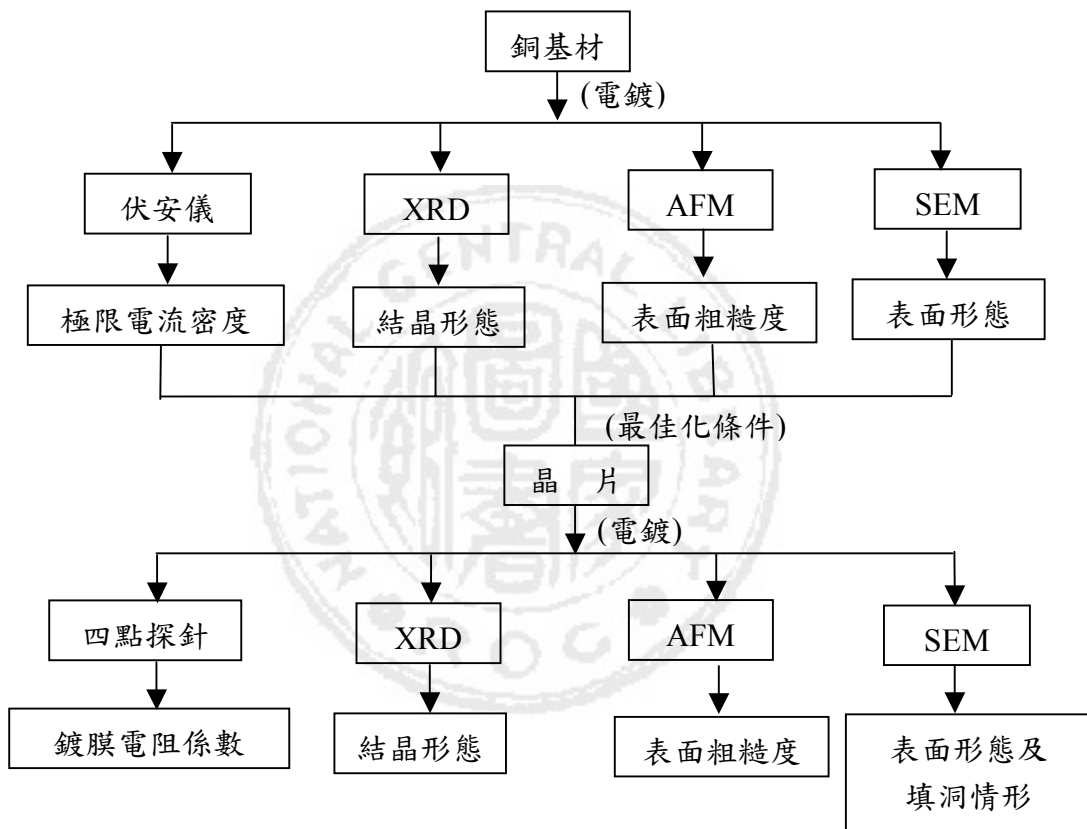 銅基材
(電鍍)
伏安儀
XRD
AFM
SEM
極限電流密度
結晶形態
表面粗糙度
表面形態
(最佳化條件)
晶 片
(電鍍)
四點探針
XRD
AFM
SEM
鍍膜電阻係數
結晶形態
表面粗糙度
表面形態及
填洞情形
NATIONAL CENTRAL LIBRARY
R.O.C